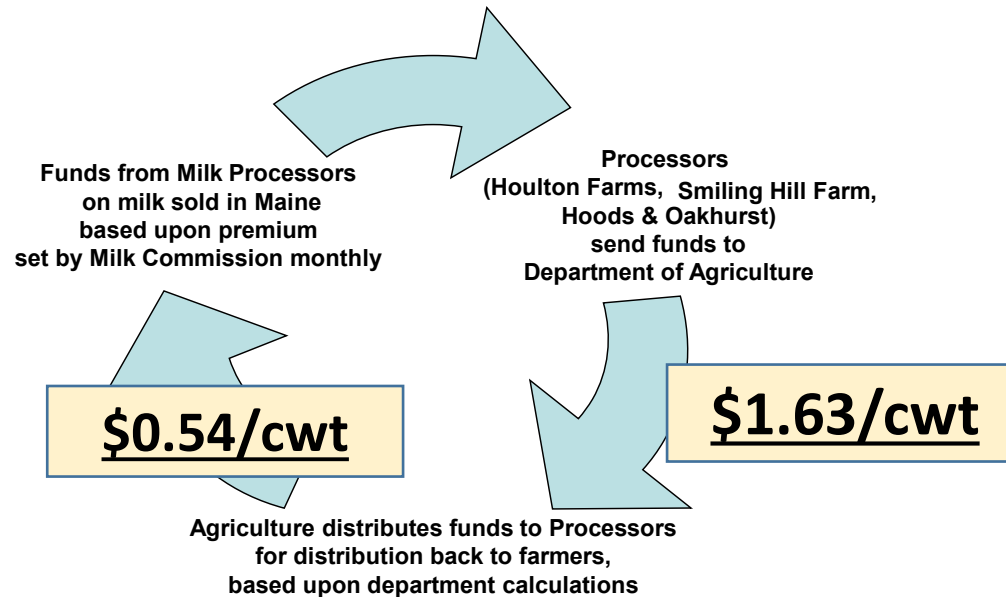 Funds from Milk Processors
on milk sold in Maine
based upon premium
set by Milk Commission monthly
Processors
(Houlton Farms, Smiling Hill Farm,
Hoods & Oakhurst)
send funds to
Department of Agriculture
$0.54/cwt
$1.63/cwt
Agriculture distributes funds to Processors
for distribution back to farmers,
based upon department calculations